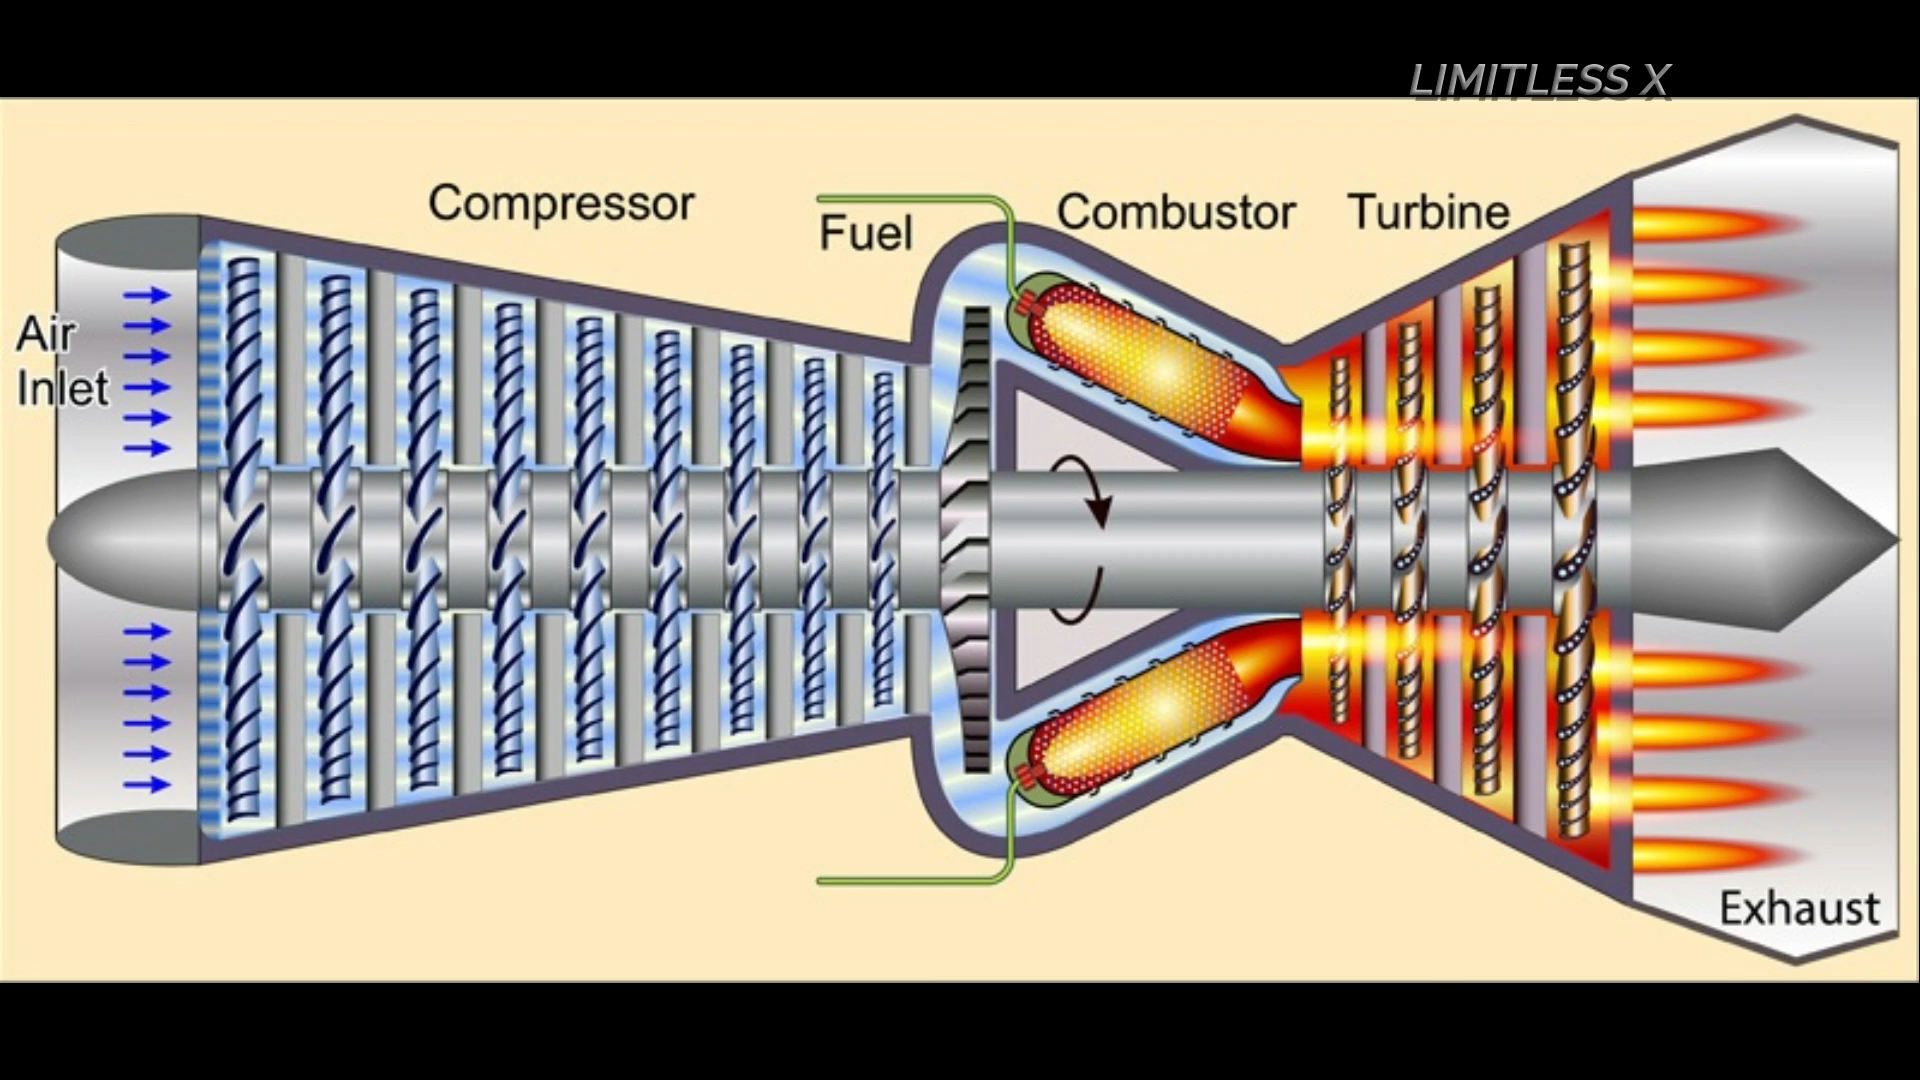 LIMITLESS X
Compressor
Fuel
Combustor
Turbine
Air
Inlet
Exhaust